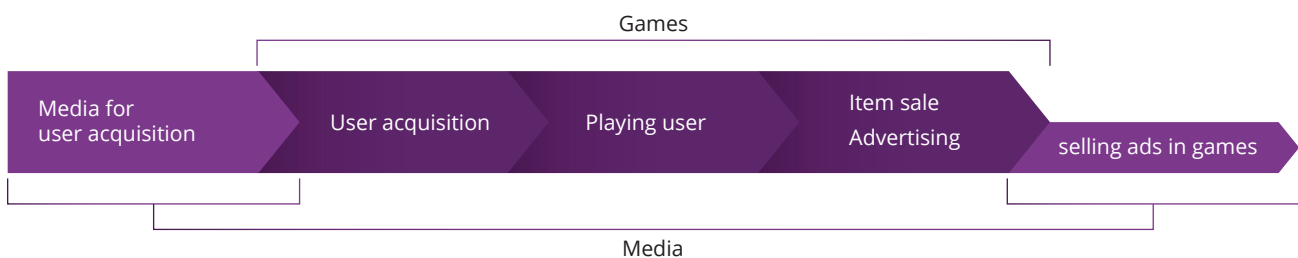 Games
Media for
user acquisition
User acquisition
Playing user
Item sale
Advertising
selling ads in games
Media